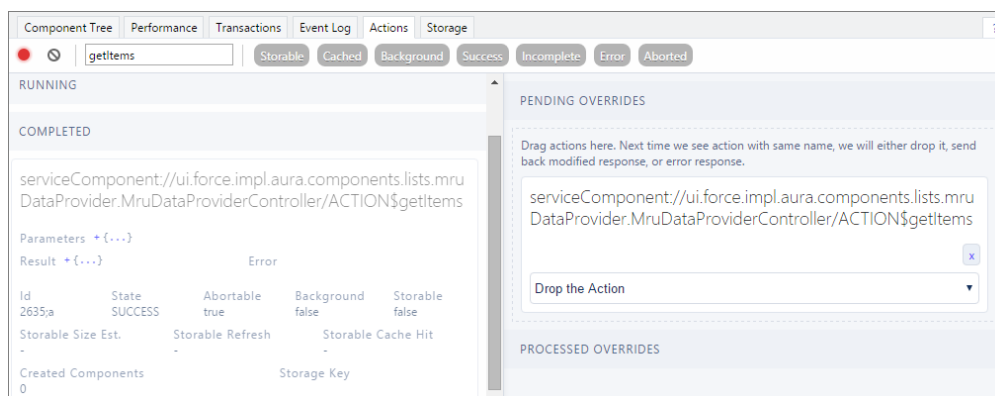 Component Tree Performance Transactions Event Log Actions Storage
getItems Storable Cached Background Success Incomplete Error Aborted
RUNNING
COMPLETED
serviceComponent://ui.force.impl.aura.components.lists.mru
DataProvider.MruDataProviderController/ACTION$getItems
Parameters +{...}
Result +{...} Error
Id State Abortable Background Storable
2635;a SUCCESS true false false
Storable Size Est. Storable Refresh Storable Cache Hit
- - -
Created Components Storage Key
0
PENDING OVERRIDES
Drag actions here. Next time we see action with same name, we will either drop it, send
back modified response, or error response.
serviceComponent://ui.force.impl.aura.components.lists.mru
DataProvider.MruDataProviderController/ACTION$getItems
x
Drop the Action
PROCESSED OVERRIDES